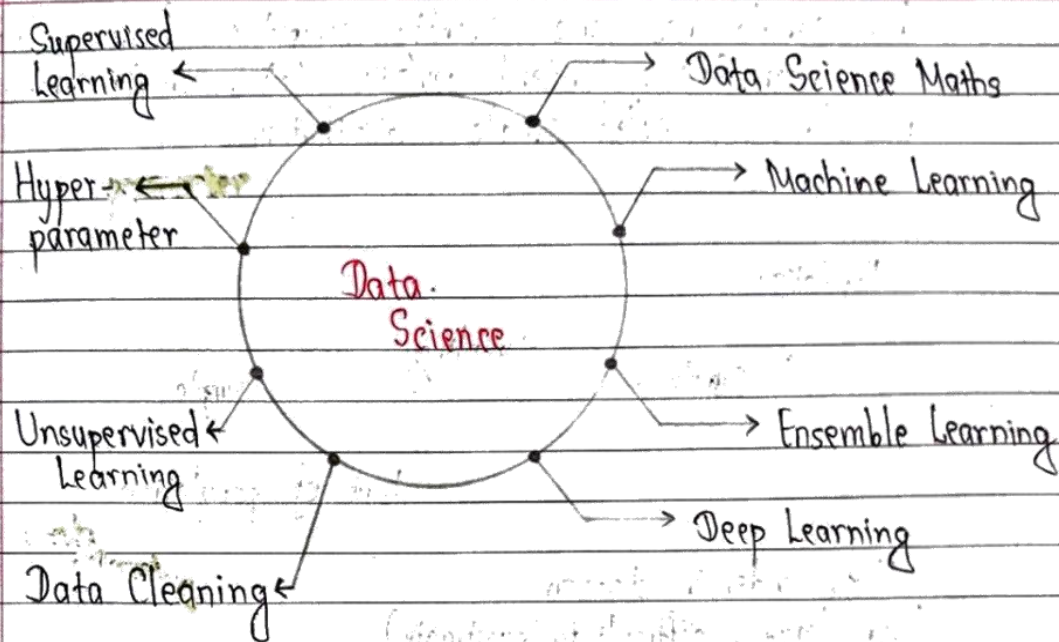 Supervised
Learning
Data Science Maths
Hyper-
parameter
Machine Learning
Data
Science
Unsupervised
Learning
Ensemble Learning
Deep Learning
Data Cleaning